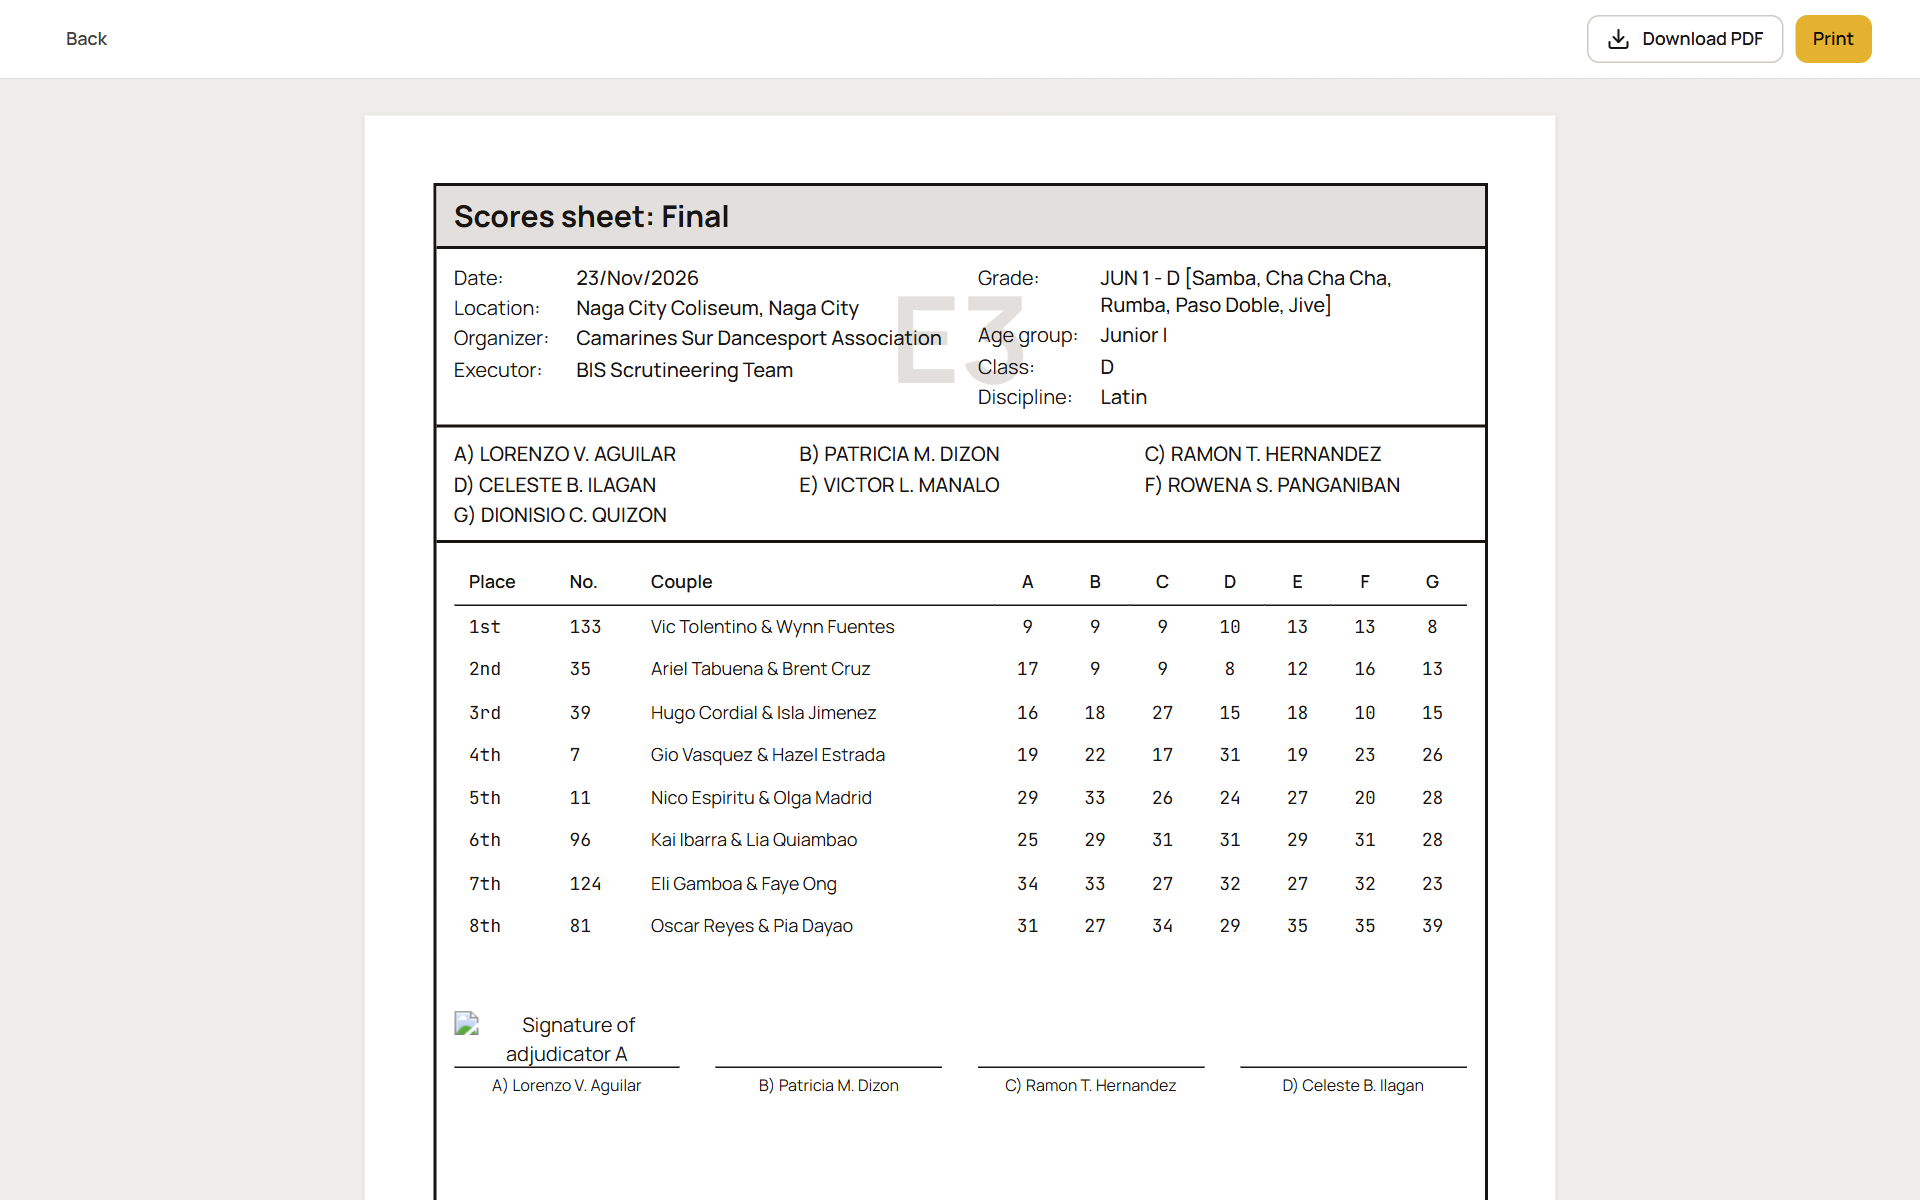 Back
Download PDF
Print
Scores sheet: Final
E3
Date: 23/Nov/2026
Location: Naga City Coliseum, Naga City
Organizer: Camarines Sur Dancesport Association
Executor: BIS Scrutineering Team
Grade: JUN 1 - D [Samba, Cha Cha Cha,
Rumba, Paso Doble, Jive]
Age group: Junior I
Class: D
Discipline: Latin
A) LORENZO V. AGUILAR B) PATRICIA M. DIZON C) RAMON T. HERNANDEZ
D) CELESTE B. ILAGAN E) VICTOR L. MANALO F) ROWENA S. PANGANIBAN
G) DIONISIO C. QUIZON
Place No. Couple A B C D E F G
1st 133 Vic Tolentino & Wynn Fuentes 9 9 9 10 13 13 8
2nd 35 Ariel Tabuena & Brent Cruz 17 9 9 8 12 16 13
3rd 39 Hugo Cordial & Isla Jimenez 16 18 27 15 18 10 15
4th 7 Gio Vasquez & Hazel Estrada 19 22 17 31 19 23 26
5th 11 Nico Espiritu & Olga Madrid 29 33 26 24 27 20 28
6th 96 Kai Ibarra & Lia Quiambao 25 29 31 31 29 31 28
7th 124 Eli Gamboa & Faye Ong 34 33 27 32 27 32 23
8th 81 Oscar Reyes & Pia Dayao 31 27 34 29 35 35 39
Signature of
adjudicator A
A) Lorenzo V. Aguilar B) Patricia M. Dizon C) Ramon T. Hernandez D) Celeste B. Ilagan